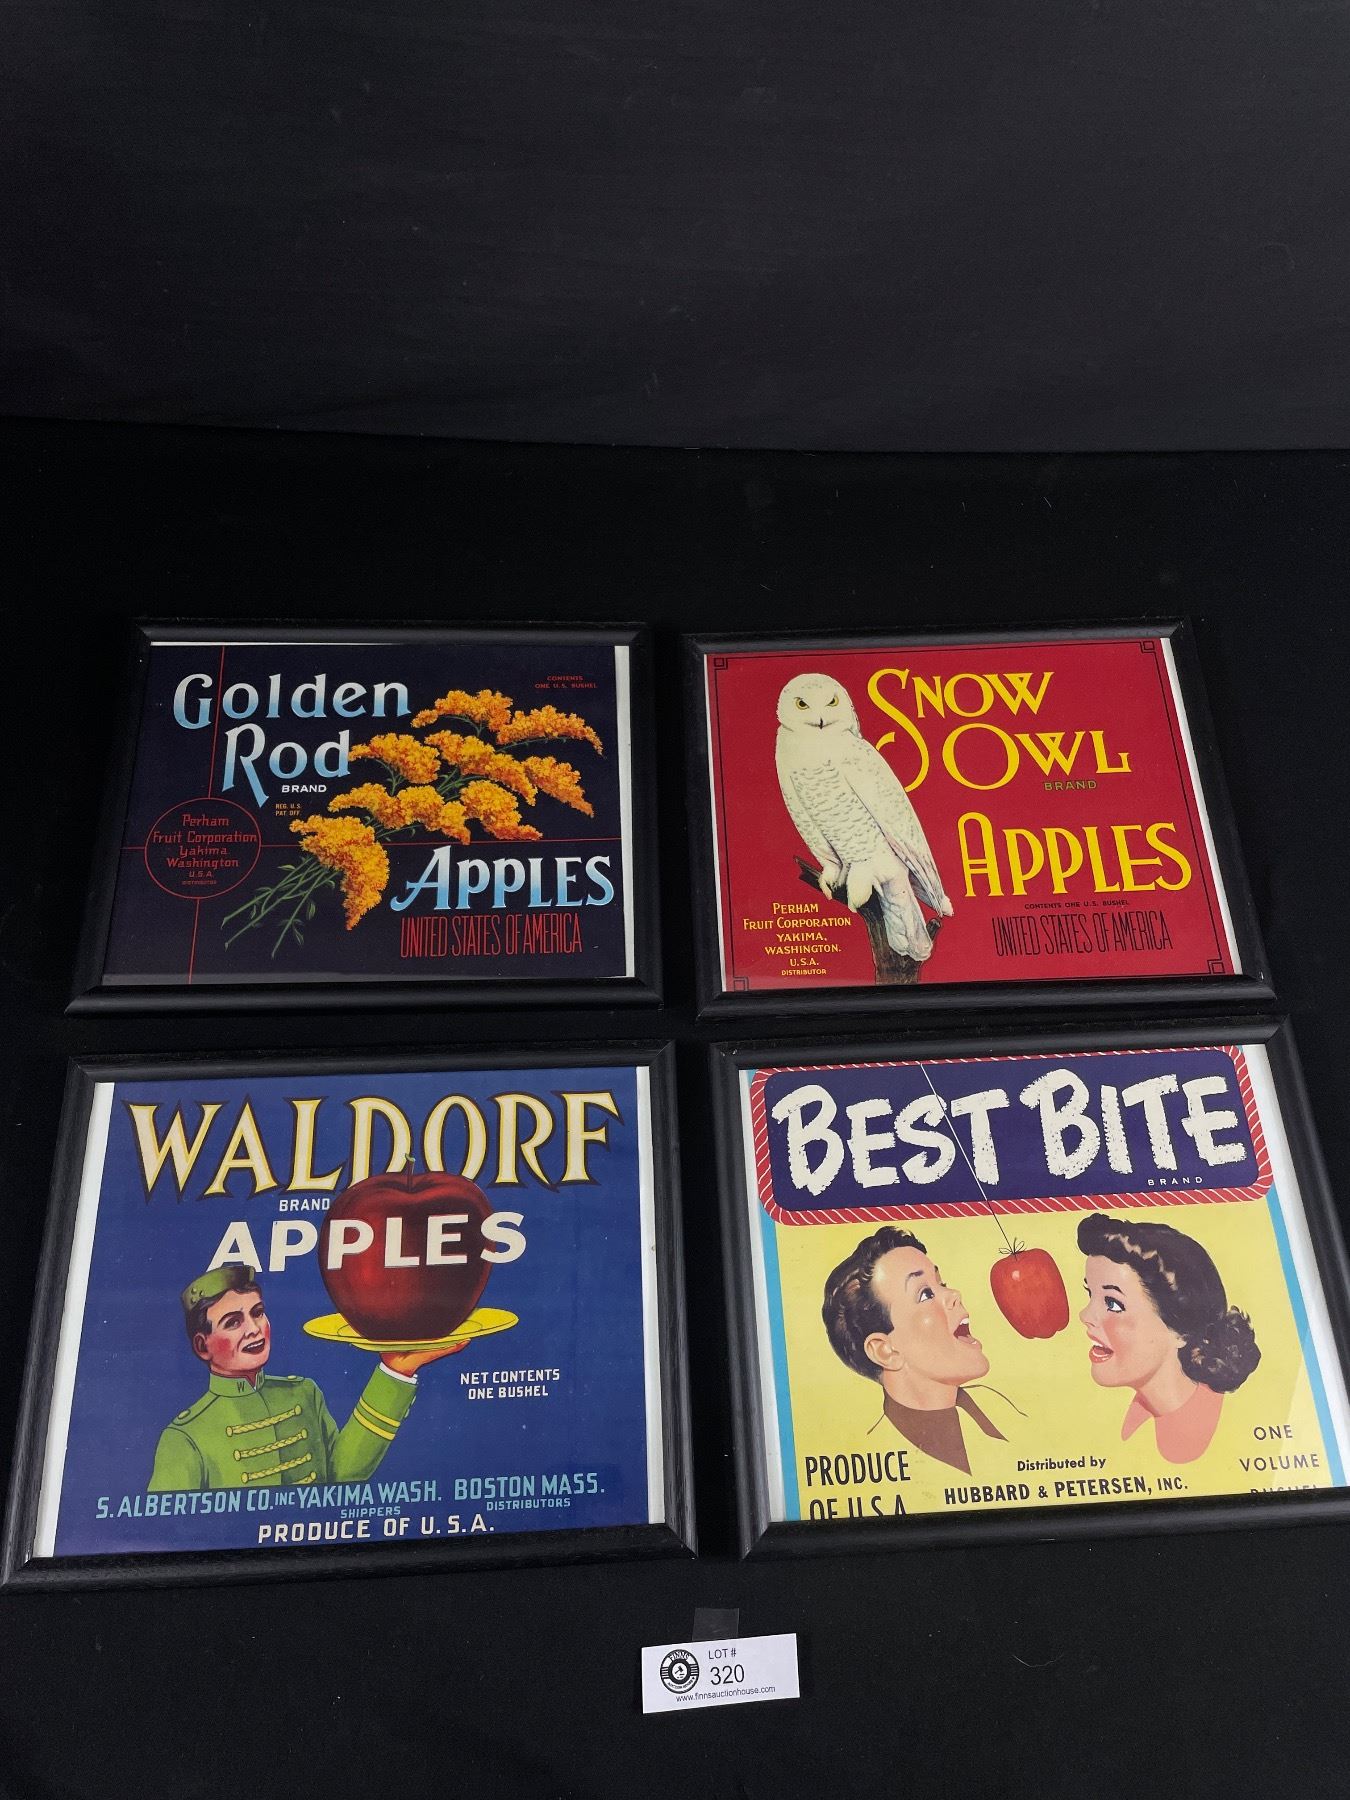 Golden
Rod
BRAND
CONTENTS
ONE U.S. BUSHEL
REG. U.S.
PAT. OFF.
Perham
Fruit Corporation
Yakima
Washington
U.S.A.
DISTRIBUTOR
APPLES
UNITED STATES OF AMERICA
SNOW
OWL
BRAND
APPLES
CONTENTS ONE U.S. BUSHEL
UNITED STATES OF AMERICA
PERHAM
FRUIT CORPORATION
YAKIMA,
WASHINGTON.
U.S.A.
DISTRIBUTOR
WALDORF
BRAND
APPLES
W
NET CONTENTS
ONE BUSHEL
S. ALBERTSON CO. INC YAKIMA WASH. BOSTON MASS.
SHIPPERS DISTRIBUTORS
PRODUCE OF U.S.A.
BEST BITE
BRAND
PRODUCE
OF U.S.A.
Distributed by
HUBBARD & PETERSEN, INC.
ONE
VOLUME
BUSHEL
LOT #
320
www.finnsauctionhouse.com